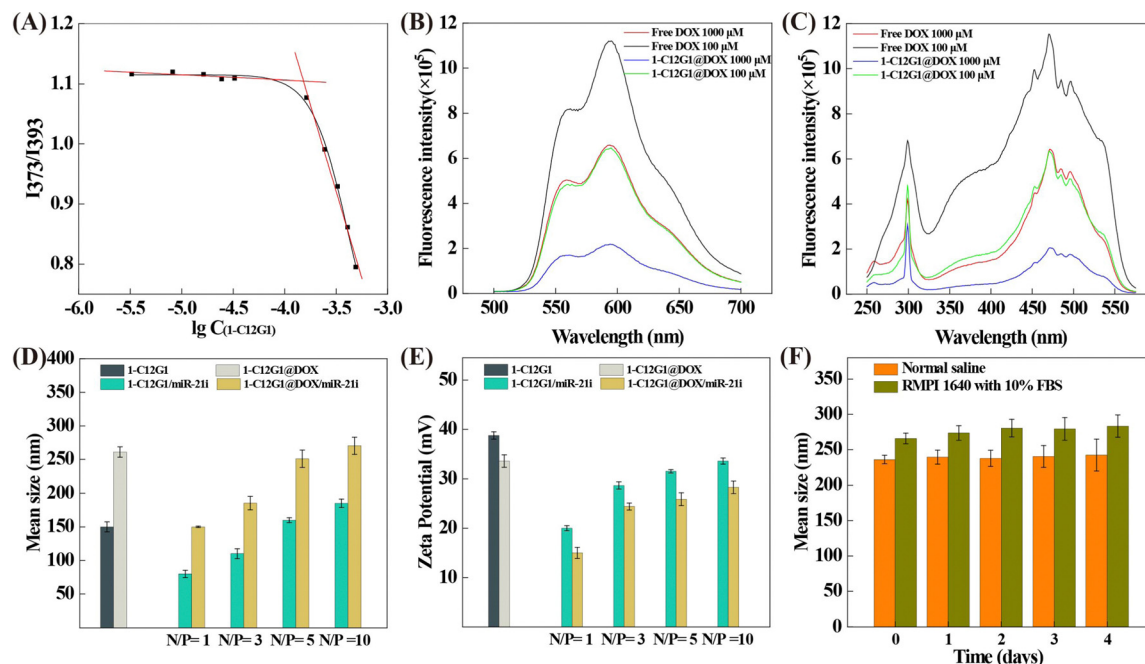 (A)
1.2
1.1
1.0
0.9
0.8
I373/I393
-6.0 -5.5 -5.0 -4.5 -4.0 -3.5 -3.0
lg C(1-C12G1)
(B)
Free DOX 1000 μM
Free DOX 100 μM
1-C12G1@DOX 1000 μM
1-C12G1@DOX 100 μM
12
10
8
6
4
2
0
Fluorescence intensity(×10⁵)
500 550 600 650 700
Wavelength (nm)
(C)
Free DOX 1000 μM
Free DOX 100 μM
1-C12G1@DOX 1000 μM
1-C12G1@DOX 100 μM
12
10
8
6
4
2
0
Fluorescence intensity (×10⁵)
250 300 350 400 450 500 550
Wavelength (nm)
(D)
1-C12G1 1-C12G1@DOX
1-C12G1/miR-21i 1-C12G1@DOX/miR-21i
400
350
300
250
200
150
100
50
Mean size (nm)
N/P= 1 N/P= 3 N/P= 5 N/P =10
(E)
1-C12G1 1-C12G1@DOX
1-C12G1/miR-21i 1-C12G1@DOX/miR-21i
50
40
30
20
10
Zeta Potential (mV)
N/P= 1 N/P= 3 N/P= 5 N/P =10
(F)
Normal saline
RMPI 1640 with 10% FBS
350
300
250
200
150
100
50
0
Mean size (nm)
0 1 2 3 4
Time (days)